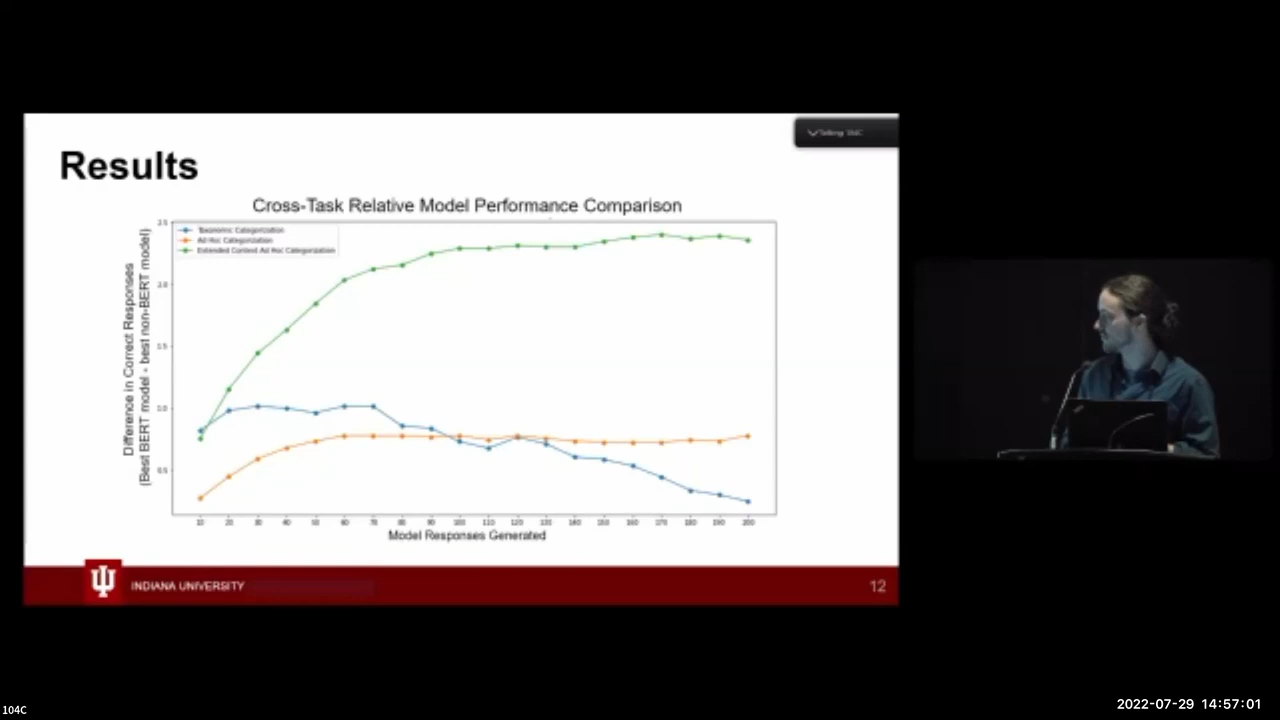 Results
Talking: 104C
Cross-Task Relative Model Performance Comparison
Difference in Correct Responses
(Best BERT model - best non-BERT model)
2.5
2.0
1.5
1.0
0.5
Taxonomic Categorization
Ad Hoc Categorization
Extended Context Ad Hoc Categorization
10 20 30 40 50 60 70 80 90 100 110 120 130 140 150 160 170 180 190 200
Model Responses Generated
INDIANA UNIVERSITY
12
104C
2022-07-29 14:57:01